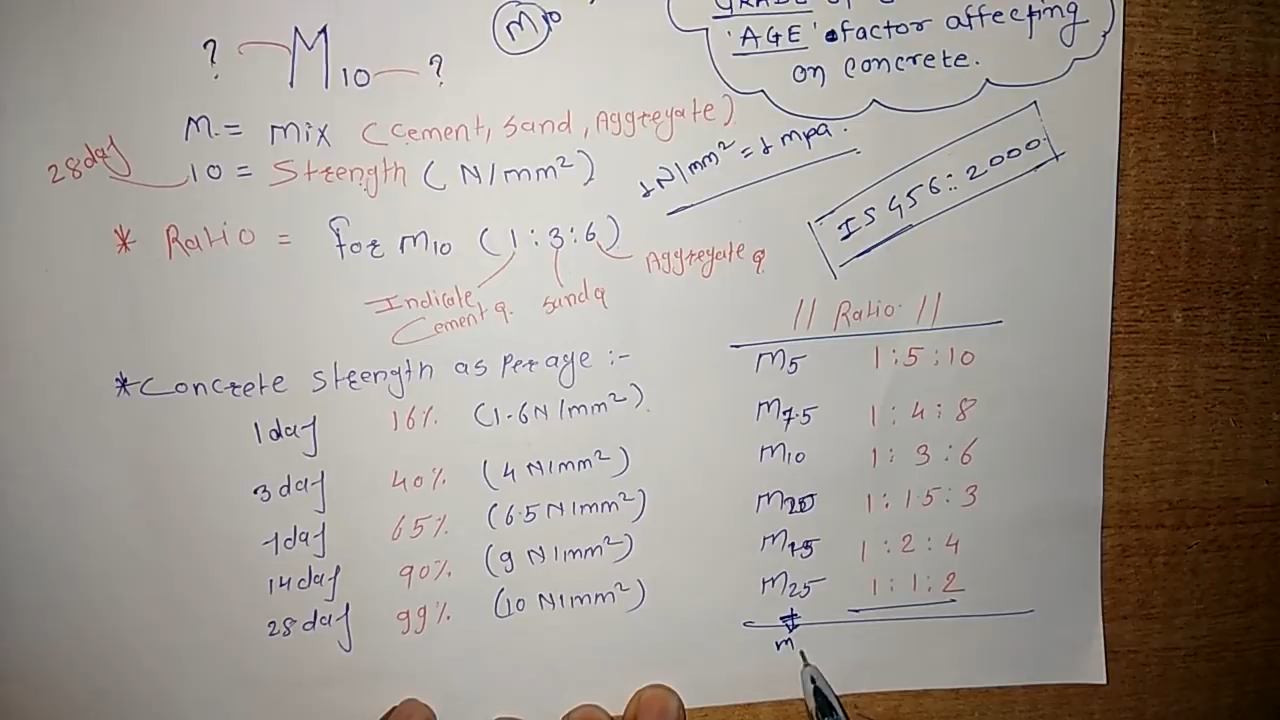 'AGE' factor affecting
on concrete.
M10
? M10 ?
M = Mix (Cement, Sand, Aggregate)
28 day
10 = Strength (N/mm²)
1N/mm² = 1 mpa.
IS 456:: 2000.
* Ratio = for M10 (1:3:6)
Indicate Cement q.
Sand q
Aggregate q
* Concrete strength as Per age :-
1 day 16% (1.6 N/mm²)
3 day 40% (4 N/mm²)
7 day 65% (6.5 N/mm²)
14 day 90% (9 N/mm²)
28 day 99% (10 N/mm²)
// Ratio //
M5 1:5:10
M7.5 1:4:8
M10 1:3:6
M20 1:1.5:3
M15 1:2:4
M25 1:1:2
m